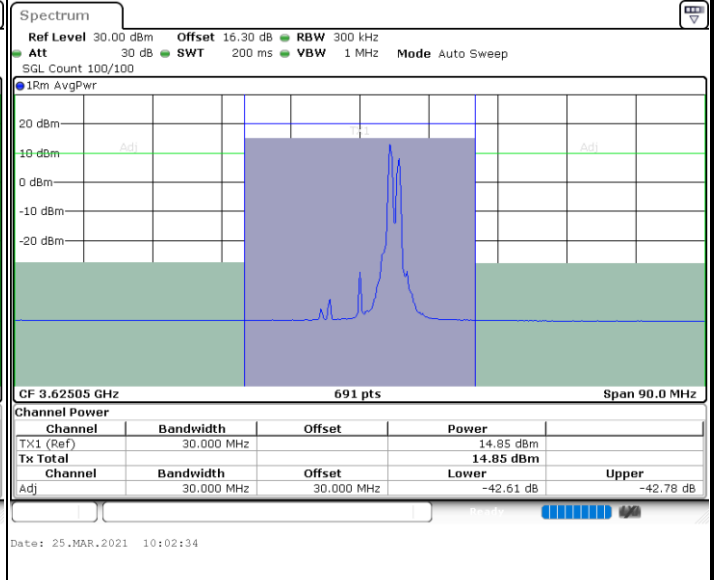 Spectrum
Ref Level 30.00 dBm Offset 16.30 dB RBW 300 kHz
Att 30 dB SWT 200 ms VBW 1 MHz Mode Auto Sweep
SGL Count 100/100
1Rm AvgPwr
20 dBm
TX1
Adj Adj
10 dBm
0 dBm
-10 dBm
-20 dBm
CF 3.62505 GHz 691 pts Span 90.0 MHz
Channel Power
Channel Bandwidth Offset Power
TX1 (Ref) 30.000 MHz 14.85 dBm
Tx Total 14.85 dBm
Channel Bandwidth Offset Lower Upper
Adj 30.000 MHz 30.000 MHz -42.61 dB -42.78 dB
Ready
Date: 25.MAR.2021 10:02:34